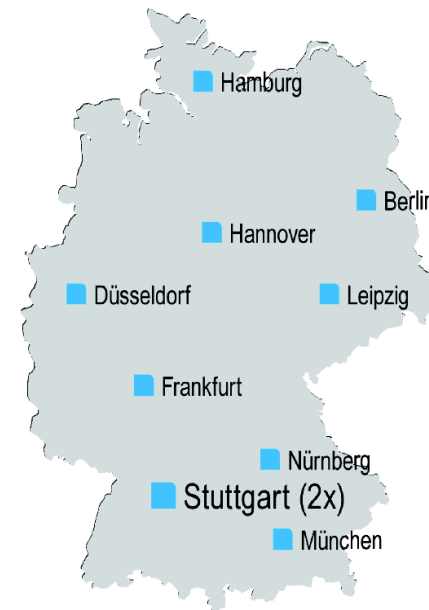 Hamburg
Berlin
Hannover
Düsseldorf
Leipzig
Frankfurt
Nürnberg
Stuttgart (2x)
München